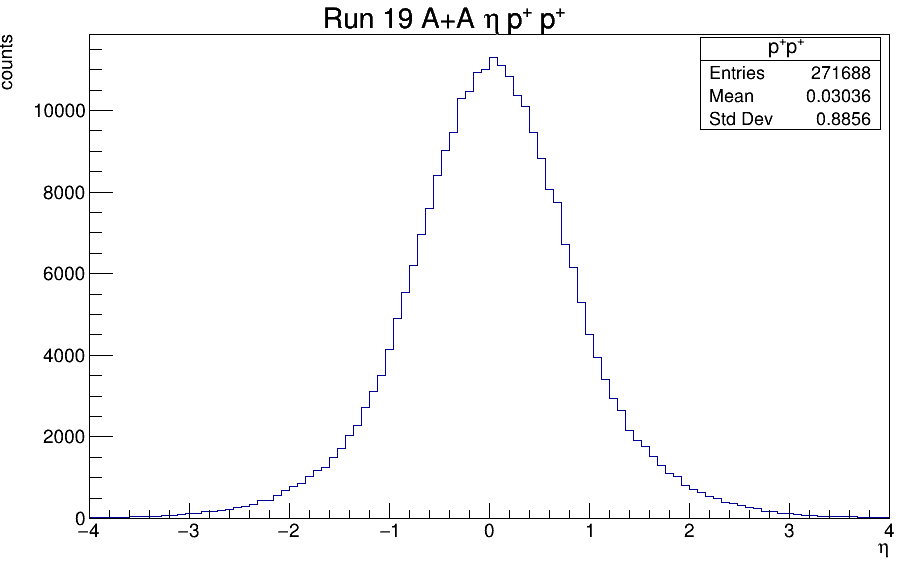 Run 19 A+A η p⁺ p⁺
counts
p⁺p⁺
Entries 271688
Mean 0.03036
Std Dev 0.8856
10000
8000
6000
4000
2000
0
−4 −3 −2 −1 0 1 2 3 4
η